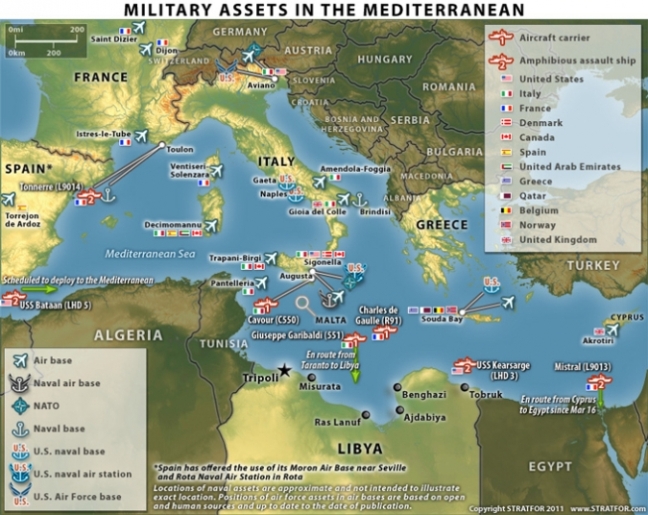 MILITARY ASSETS IN THE MEDITERRANEAN
0mi 200
0km 200
Saint Dizier
Dijon
GERMANY
SWITZERLAND
AUSTRIA
FRANCE
U.S.
Aviano
SLOVENIA
HUNGARY
CROATIA
ROMANIA
BOSNIA AND
HERZEGOVINA
SERBIA
BULGARIA
MACEDONIA
ALBANIA
Istres-le-Tube
Toulon
SPAIN*
Tonnerre (L9014)
Torrejon
de Ardoz
Ventiseri-
Solenzara
ITALY
Gaeta U.S.
Naples U.S.
Amendola-Foggia
Gioia del Colle
Brindisi
GREECE
Decimomannu
Mediterranean Sea
Trapani-Birgi
Sigonella
Augusta
U.S.
Pantelleria
Scheduled to deploy to the Mediterranean
USS Bataan (LHD 5)
Cavour (C550)
MALTA
Charles de
Gaulle (R91)
Giuseppe Garibaldi (551)
En route from
Taranto to Libya
U.S.
Souda Bay
TURKEY
CYPRUS
Akrotiri
ALGERIA
TUNISIA
Tripoli
Misurata
Benghazi
Tobruk
Ras Lanuf
Ajdabiya
USS Kearsarge
(LHD 3)
Mistral (L9013)
En route from Cyprus
to Egypt since Mar 16
LIBYA
EGYPT
1 Aircraft carrier
2 Amphibious assault ship
United States
Italy
France
Denmark
Canada
Spain
United Arab Emirates
Greece
Qatar
Belgium
Norway
United Kingdom
Air base
Naval air base
NATO
Naval base
U.S. U.S. naval base
U.S. U.S. naval air station
U.S. U.S. Air Force base
*Spain has offered the use of its Moron Air Base near Seville
and Rota Naval Air Station in Rota
Locations of naval assets are approximate and not intended to illustrate
exact location. Positions of air force assets in air bases are based on open
and human sources and up to date to the date of publication.
Copyright STRATFOR 2011 www.STRATFOR.com